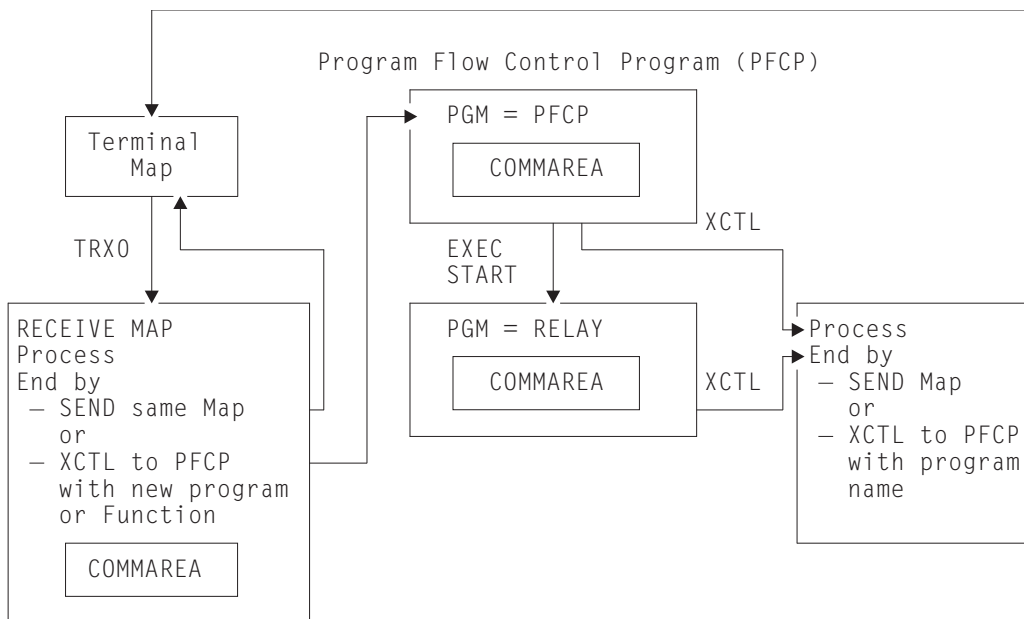 Program Flow Control Program (PFCP)
Terminal
Map
TRXO
RECEIVE MAP
Process
End by
– SEND same Map
or
– XCTL to PFCP
with new program
or Function
COMMAREA
PGM = PFCP
COMMAREA
EXEC
START
XCTL
PGM = RELAY
COMMAREA
XCTL
Process
End by
– SEND Map
or
– XCTL to PFCP
with program
name